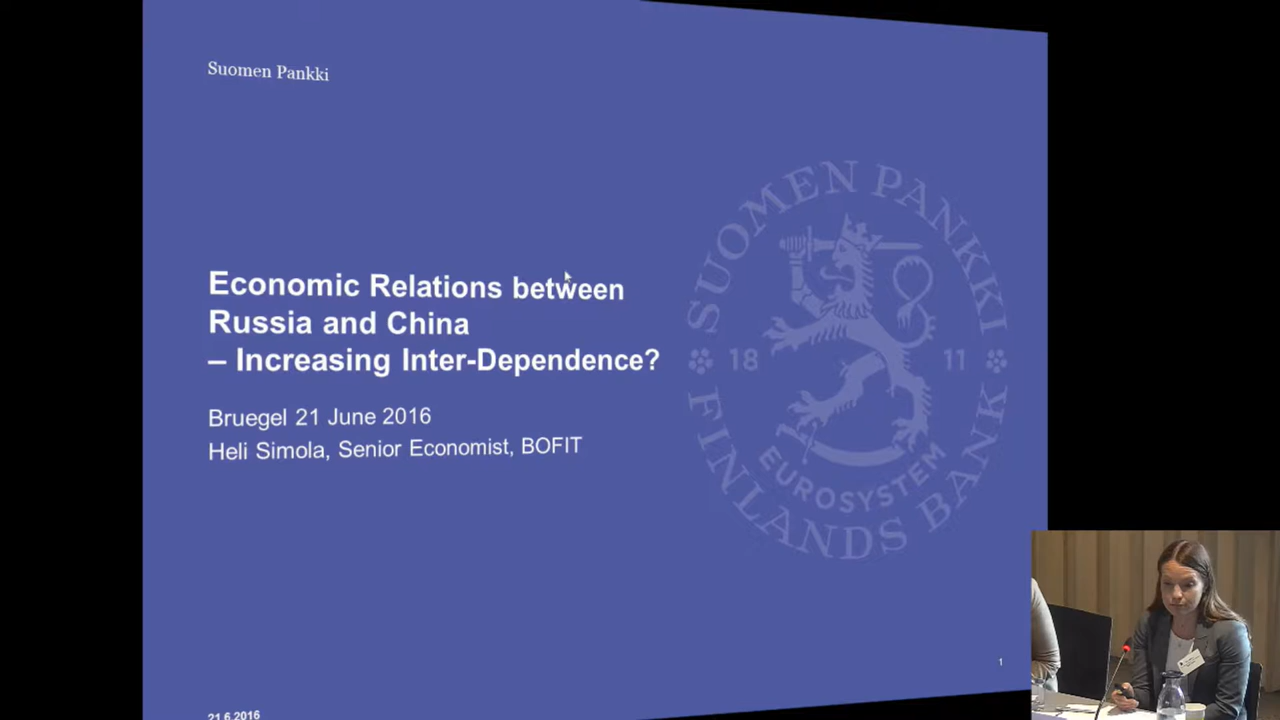 Suomen Pankki
SUOMEN PANKKI
18 11
EUROSYSTEM
FINLANDS BANK
Economic Relations between
Russia and China
– Increasing Inter-Dependence?
Bruegel 21 June 2016
Heli Simola, Senior Economist, BOFIT
1
21.6.2016